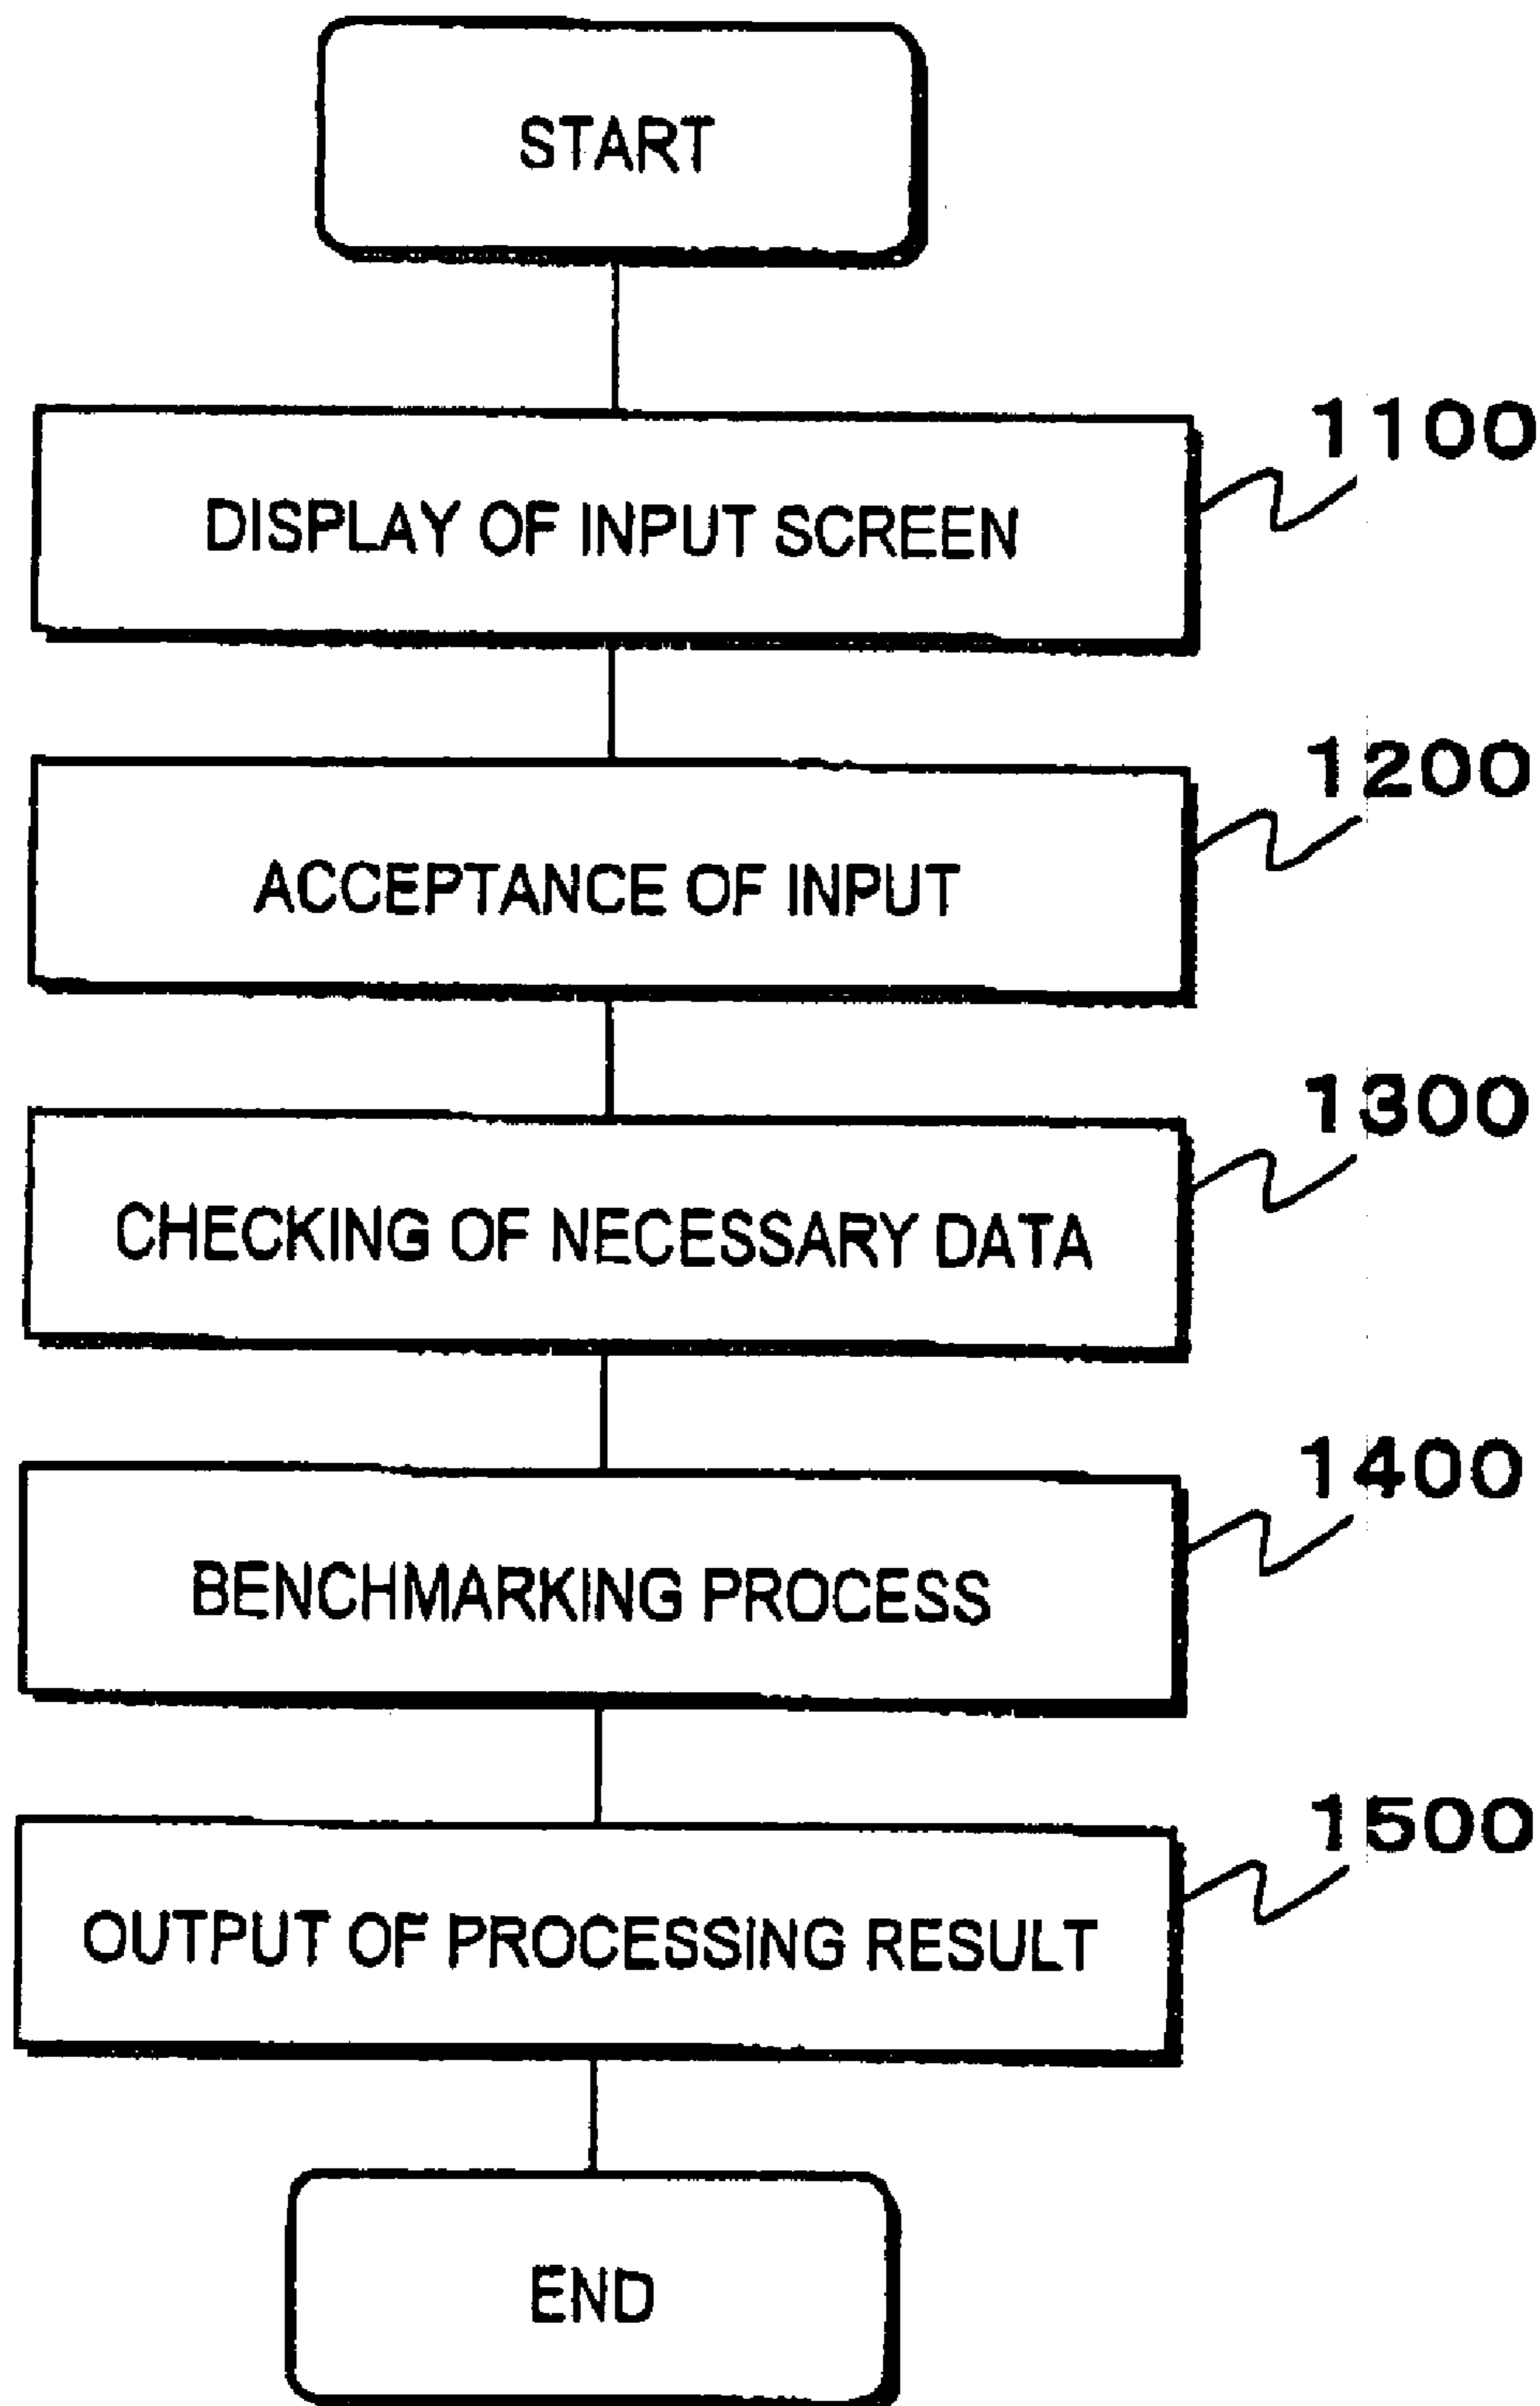 START
1100
DISPLAY OF INPUT SCREEN
1200
ACCEPTANCE OF INPUT
1300
CHECKING OF NECESSARY DATA
1400
BENCHMARKING PROCESS
1500
OUTPUT OF PROCESSING RESULT
END